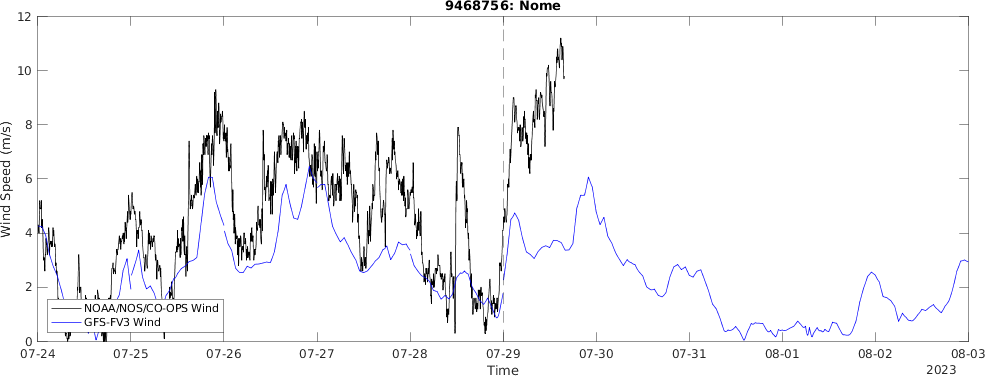 9468756: Nome
Wind Speed (m/s)
12
10
8
6
4
2
0
NOAA/NOS/CO-OPS Wind
GFS-FV3 Wind
07-24 07-25 07-26 07-27 07-28 07-29 07-30 07-31 08-01 08-02 08-03
Time
2023